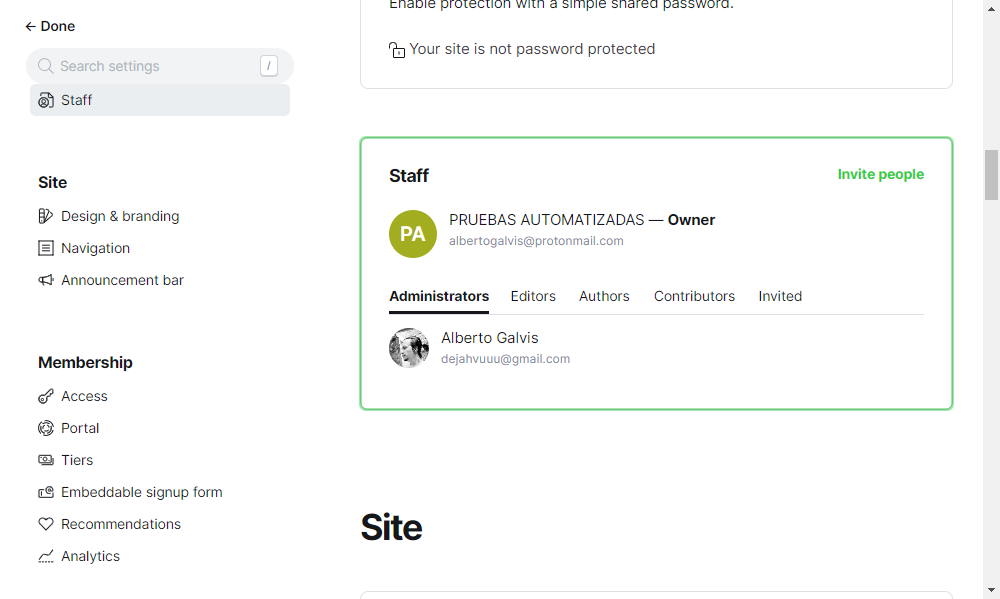 Done
Search settings
/
Staff
Site
Design & branding
Navigation
Announcement bar
Membership
Access
Portal
Tiers
Embeddable signup form
Recommendations
Analytics
Enable protection with a simple shared password.
Your site is not password protected
Staff
Invite people
PA
PRUEBAS AUTOMATIZADAS — Owner
albertogalvis@protonmail.com
Administrators
Editors
Authors
Contributors
Invited
Alberto Galvis
dejahvuuu@gmail.com
Site